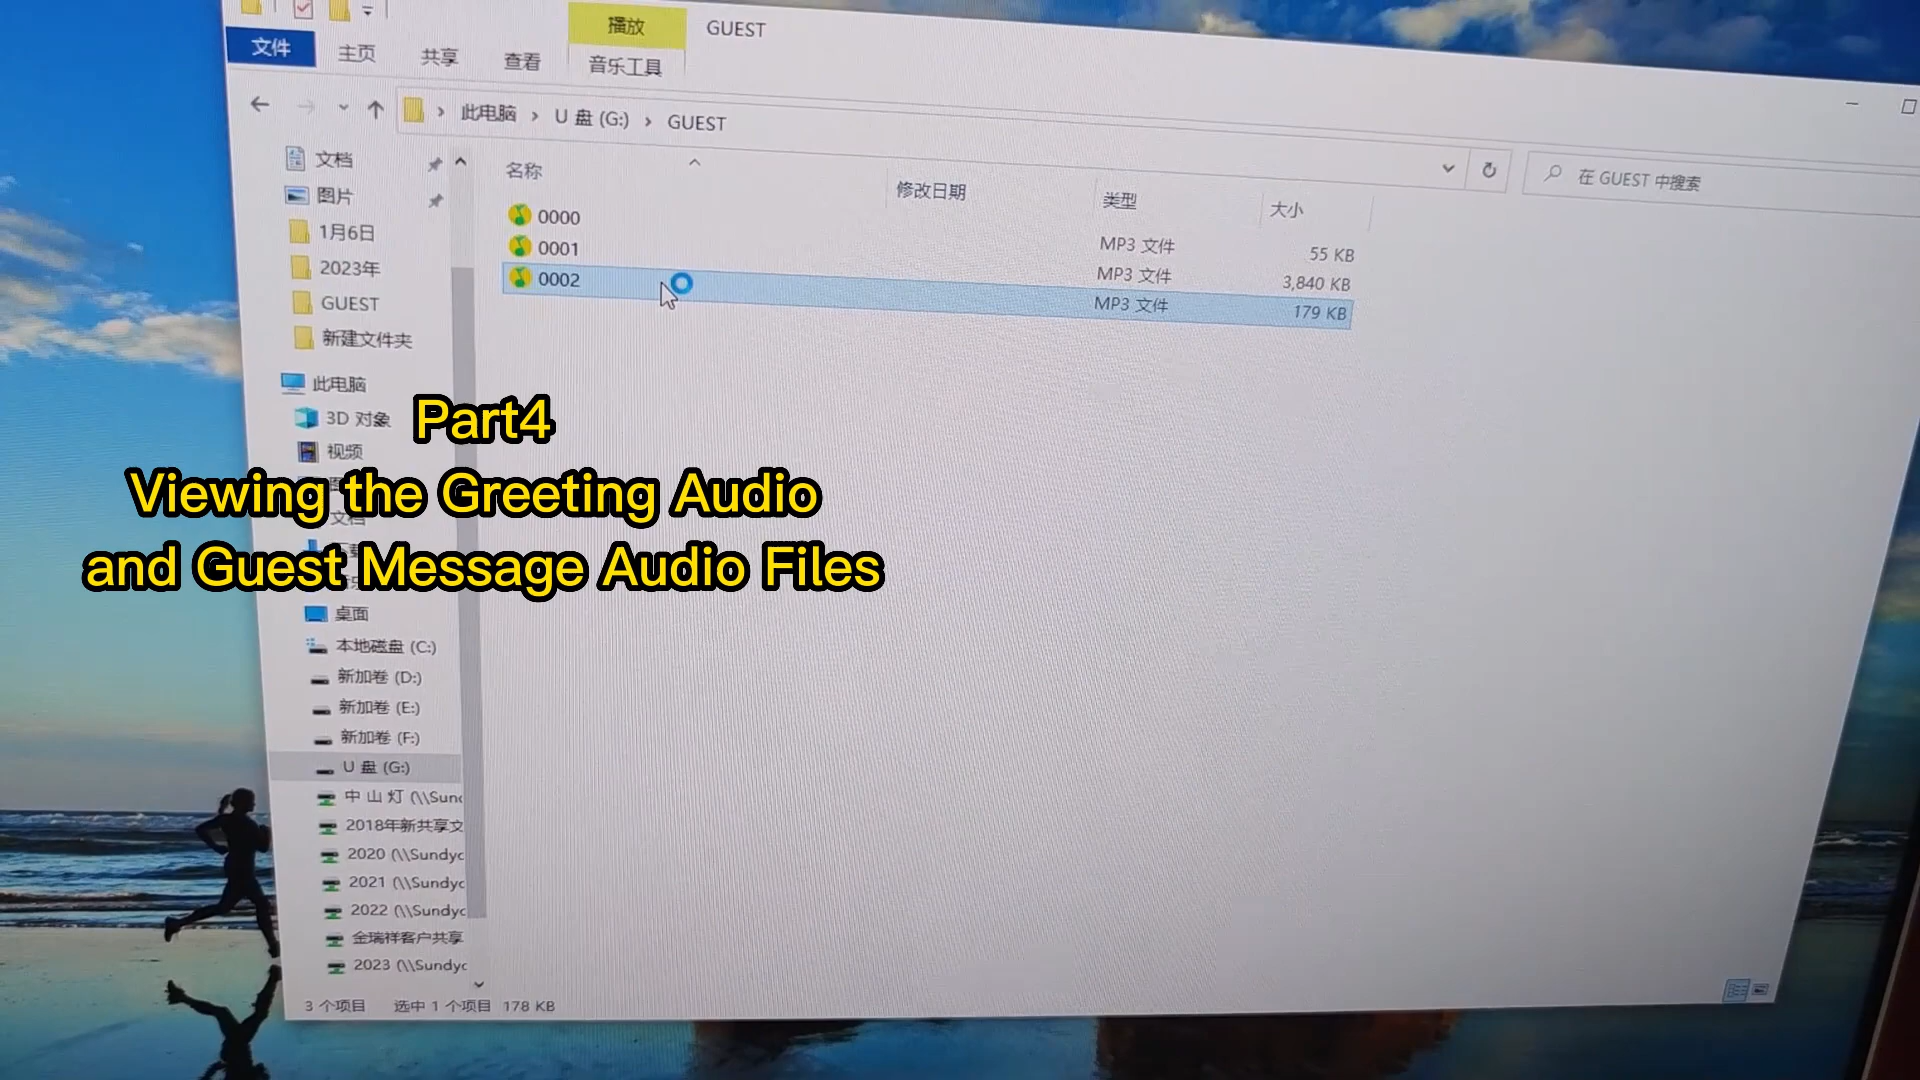 播放
GUEST
文件
主页
共享
查看
音乐工具
此电脑 › U 盘 (G:) › GUEST
在 GUEST 中搜索
文档
图片
1月6日
2023年
GUEST
新建文件夹
此电脑
3D 对象
视频
文档
桌面
本地磁盘 (C:)
新加卷 (D:)
新加卷 (E:)
新加卷 (F:)
U 盘 (G:)
中 山 灯 (\\Sunc
2018年新共享文
2020 (\\Sundyc
2021 (\\Sundyc
2022 (\\Sundyc
金瑞祥客户共享
2023 (\\Sundyc
名称 修改日期 类型 大小
0000 MP3 文件 55 KB
0001 MP3 文件 3,840 KB
0002 MP3 文件 179 KB
Part4
Viewing the Greeting Audio
and Guest Message Audio Files
3 个项目 选中 1 个项目 178 KB